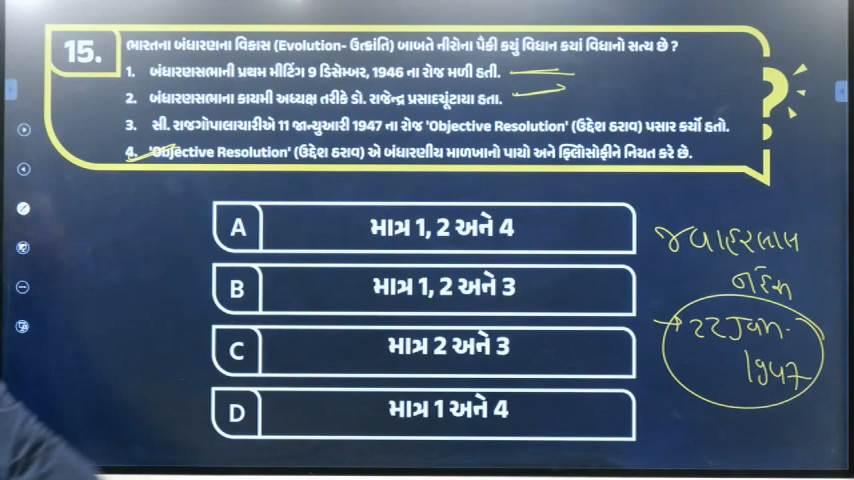 15.
ભારતના બંધારણના વિકાસ (Evolution- ઉત્ક્રાંતિ) બાબતે નીરોના પૈકી કયું વિધાન કયાં વિધાનો સત્ય છે ?
1. બંધારણસભાની પ્રથમ મીટિંગ 9 ડિસેમ્બર, 1946 ના રોજ મળી હતી.
2. બંધારણસભાના કાયમી અધ્યક્ષ તરીકે ડો. રાજેન્દ્ર પ્રસાદચૂંટાયા હતા.
3. સી. રાજગોપાલાચારીએ 11 જાન્યુઆરી 1947 ના રોજ 'Objective Resolution' (ઉદ્દેશ ઠરાવ) પસાર કર્યો હતો.
4. 'Objective Resolution' (ઉદ્દેશ ઠરાવ) એ બંધારણીય માળખાનો પાયો અને ફિલોસોફીને નિયત કરે છે.
?
A માત્ર 1, 2 અને 4
B માત્ર 1, 2 અને 3
C માત્ર 2 અને 3
D માત્ર 1 અને 4
જવાહરલાલ
નહેરુ
→ 22 Jan-
1947